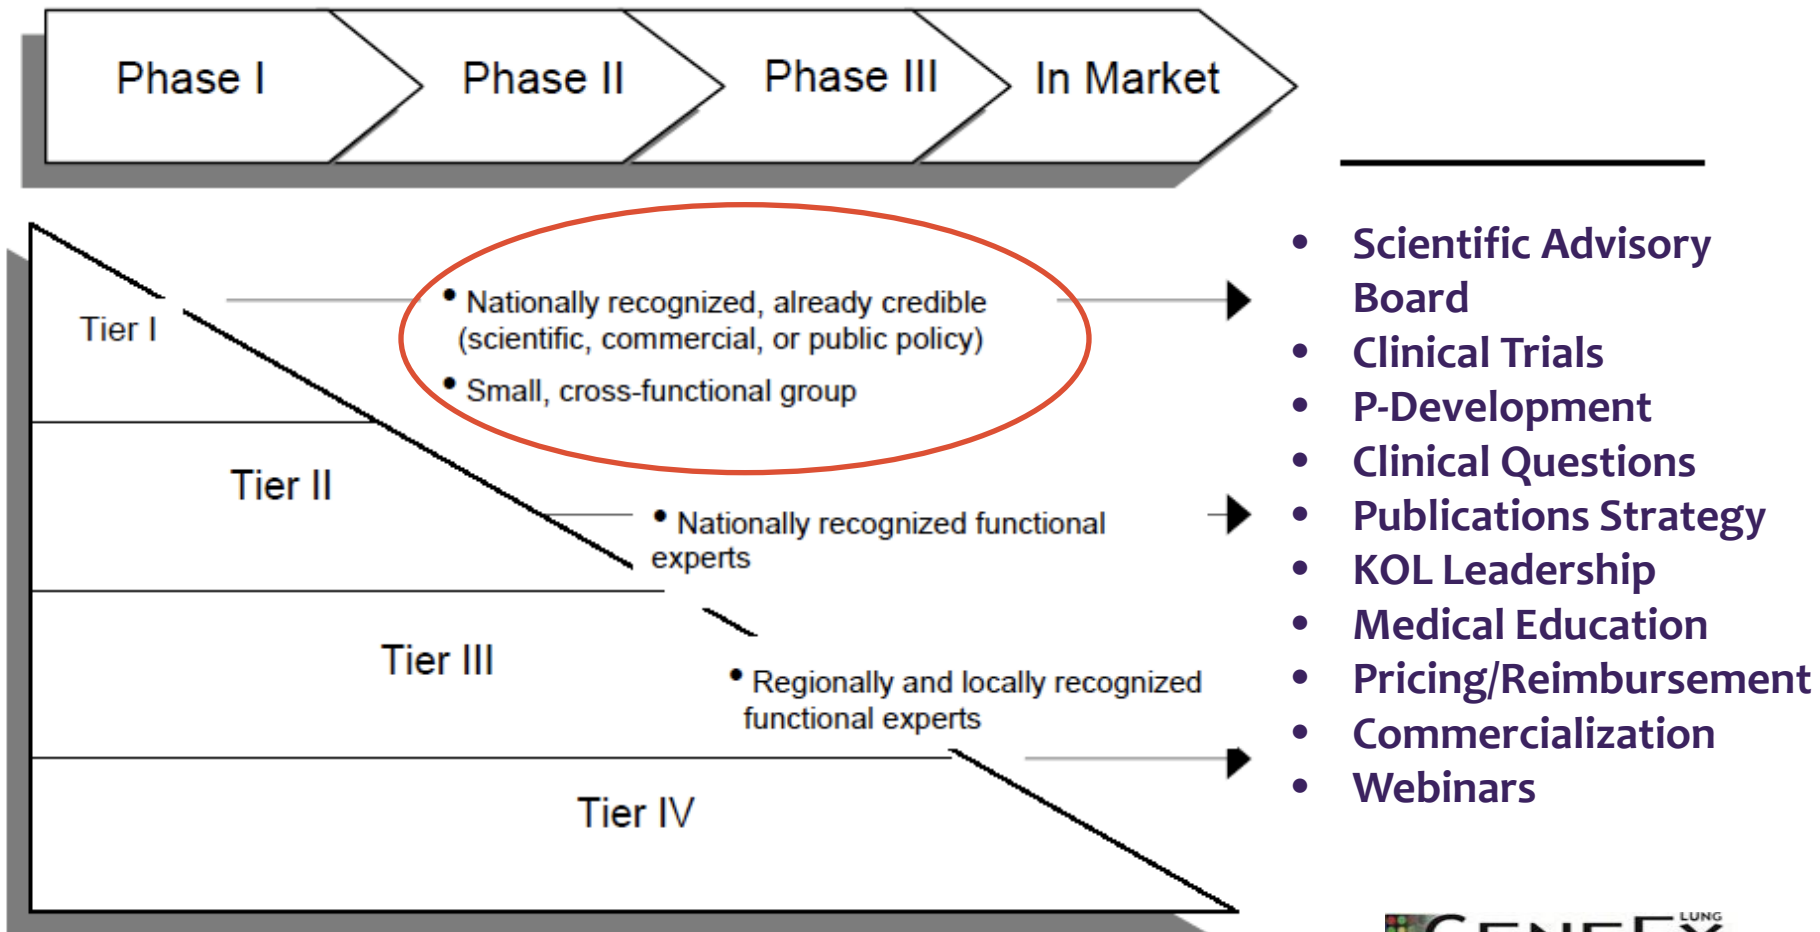 Phase I
Phase II
Phase III
In Market
Tier I
• Nationally recognized, already credible
(scientific, commercial, or public policy)
• Small, cross-functional group
Tier II
• Nationally recognized functional
experts
Tier III
• Regionally and locally recognized
functional experts
Tier IV
• Scientific Advisory
Board
• Clinical Trials
• P-Development
• Clinical Questions
• Publications Strategy
• KOL Leadership
• Medical Education
• Pricing/Reimbursement
• Commercialization
• Webinars
GENEFX LUNG